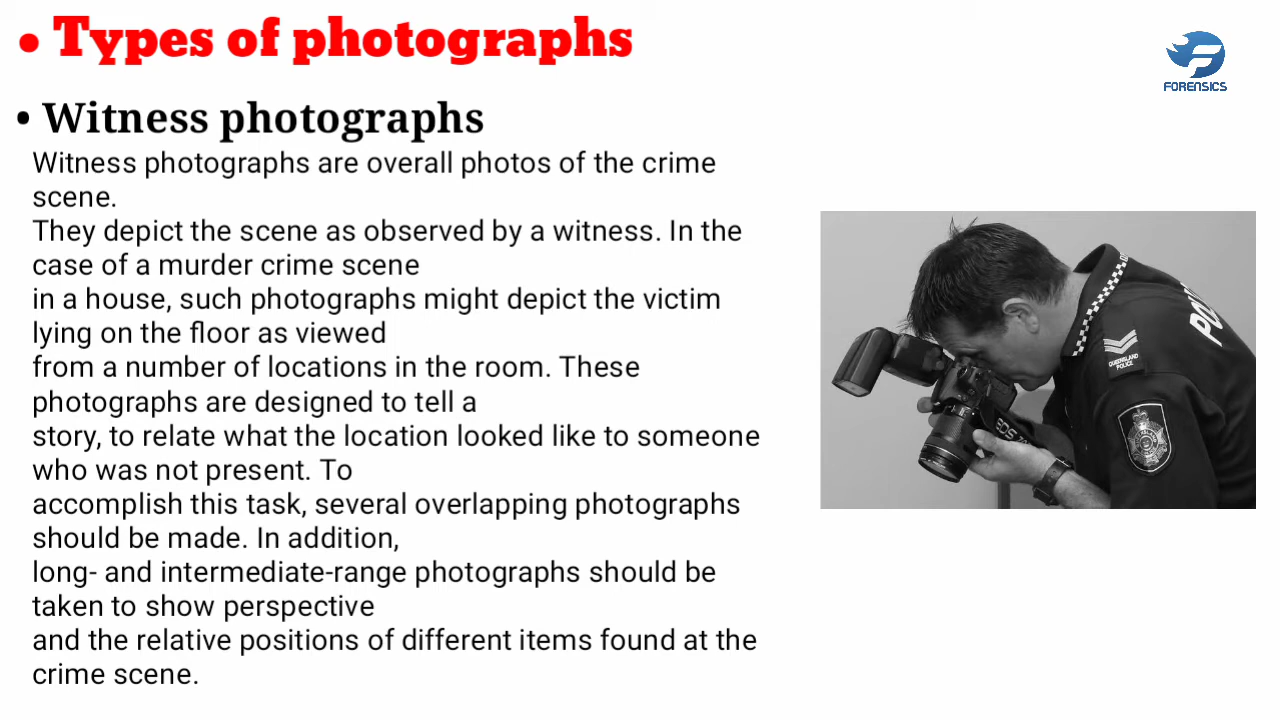 • Types of photographs
FORENSICS
• Witness photographs
Witness photographs are overall photos of the crime
scene.
They depict the scene as observed by a witness. In the
case of a murder crime scene
in a house, such photographs might depict the victim
lying on the floor as viewed
from a number of locations in the room. These
photographs are designed to tell a
story, to relate what the location looked like to someone
who was not present. To
accomplish this task, several overlapping photographs
should be made. In addition,
long- and intermediate-range photographs should be
taken to show perspective
and the relative positions of different items found at the
crime scene.
QUEENSLAND
POLICE
EOS